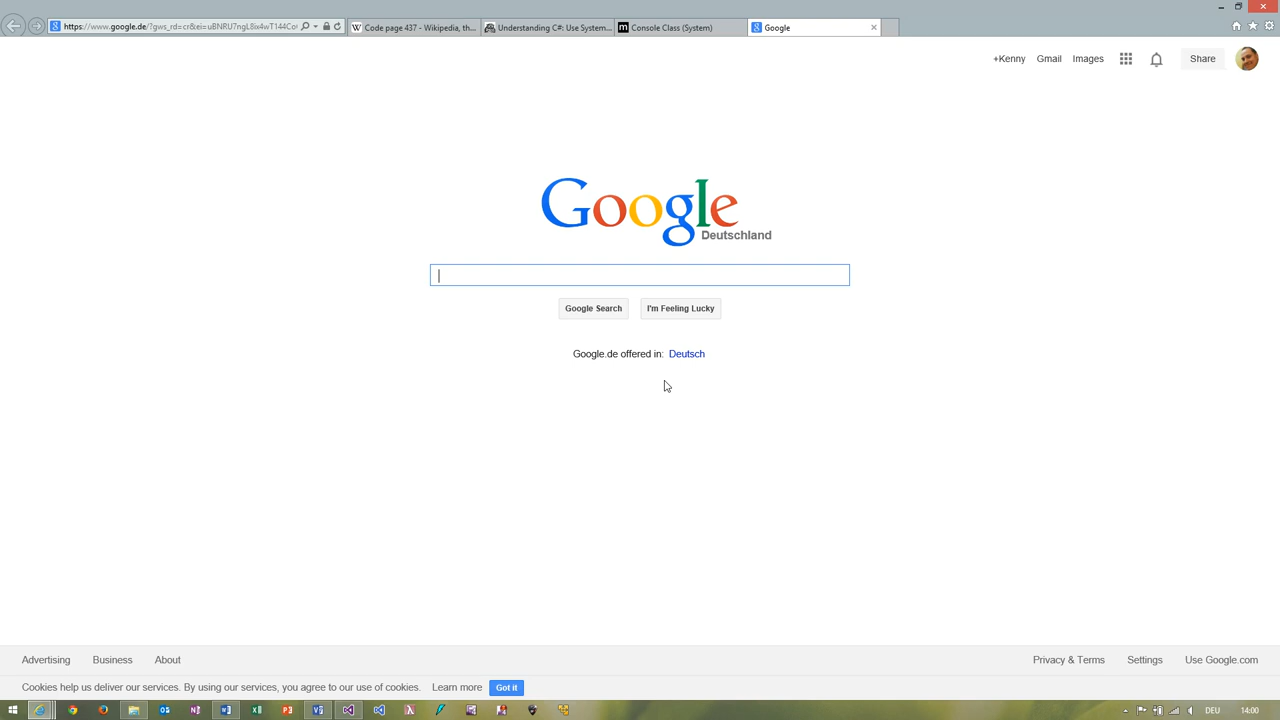 https://www.google.de/?gws_rd=cr&ei=uBNRU7ngL8ix4wT144Co
Code page 437 - Wikipedia, th...
Understanding C#: Use System...
Console Class (System)
Google
+Kenny
Gmail
Images
Share
Google
Deutschland
Google Search
I'm Feeling Lucky
Google.de offered in: Deutsch
Advertising
Business
About
Privacy & Terms
Settings
Use Google.com
Cookies help us deliver our services. By using our services, you agree to our use of cookies. Learn more Got it
DEU
14:00